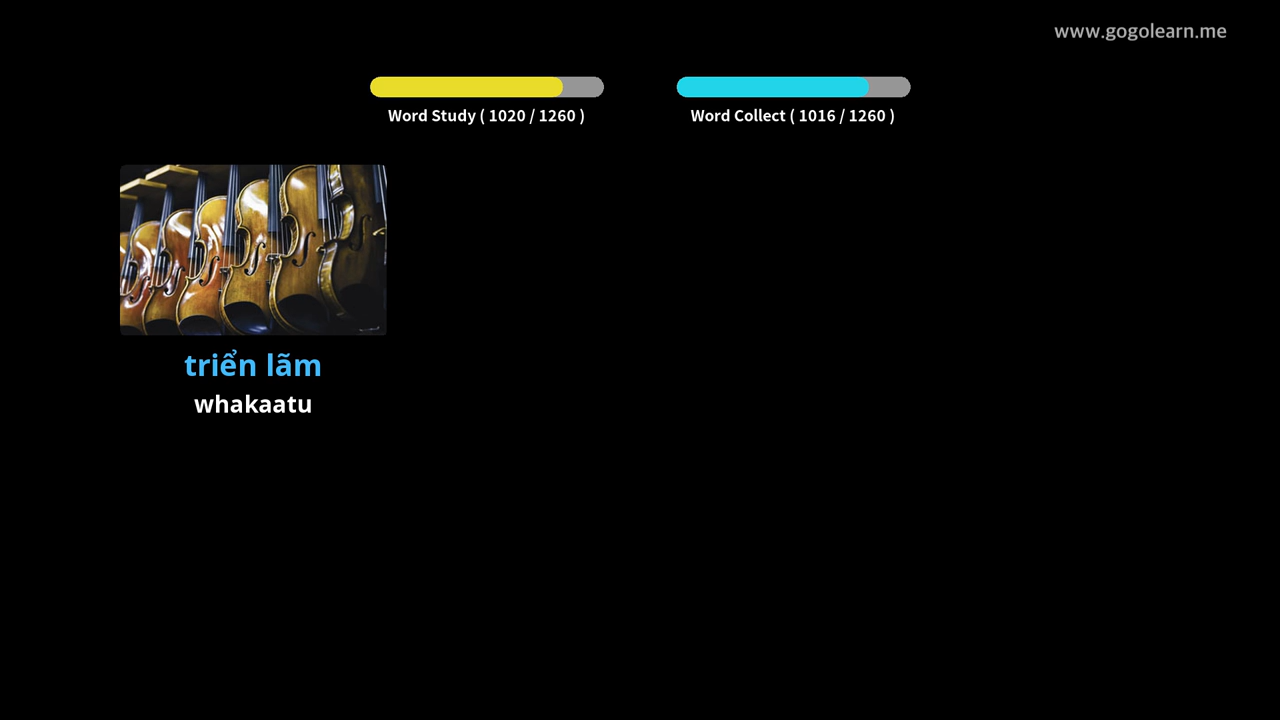 www.gogolearn.me
Word Study ( 1020 / 1260 )
Word Collect ( 1016 / 1260 )
triển lãm
whakaatu